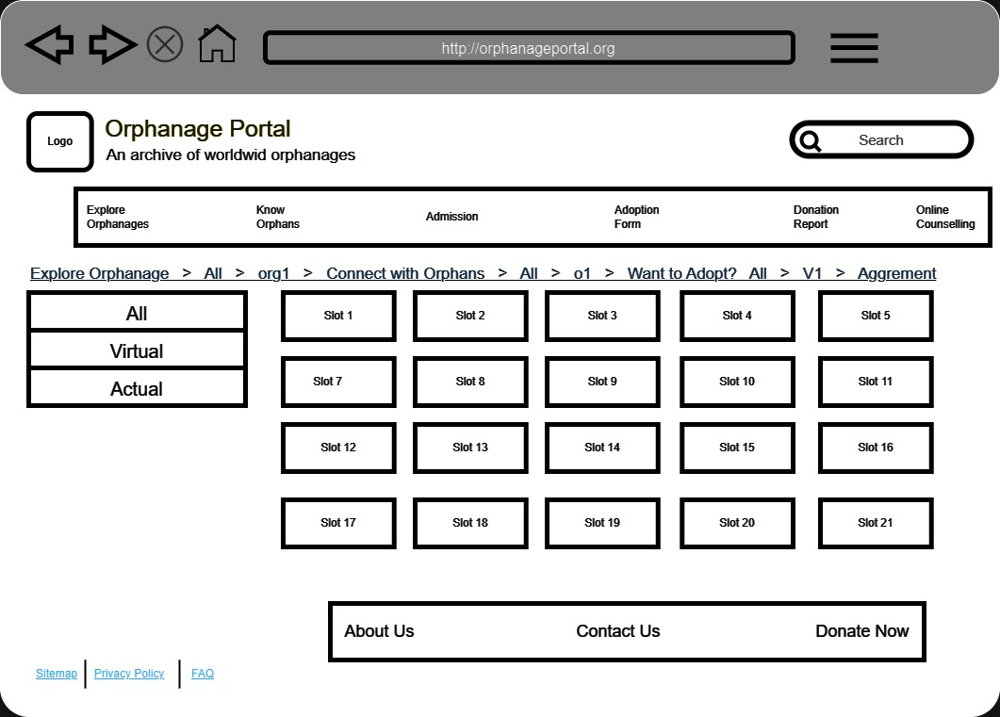 http://orphanageportal.org
Logo
Orphanage Portal
An archive of worldwid orphanages
Search
Explore
Orphanages
Know
Orphans
Admission
Adoption
Form
Donation
Report
Online
Counselling
Explore Orphanage > All > org1 > Connect with Orphans > All > o1 > Want to Adopt? All > V1 > Aggrement
All
Virtual
Actual
Slot 1 Slot 2 Slot 3 Slot 4 Slot 5
Slot 7 Slot 8 Slot 9 Slot 10 Slot 11
Slot 12 Slot 13 Slot 14 Slot 15 Slot 16
Slot 17 Slot 18 Slot 19 Slot 20 Slot 21
About Us Contact Us Donate Now
Sitemap Privacy Policy FAQ